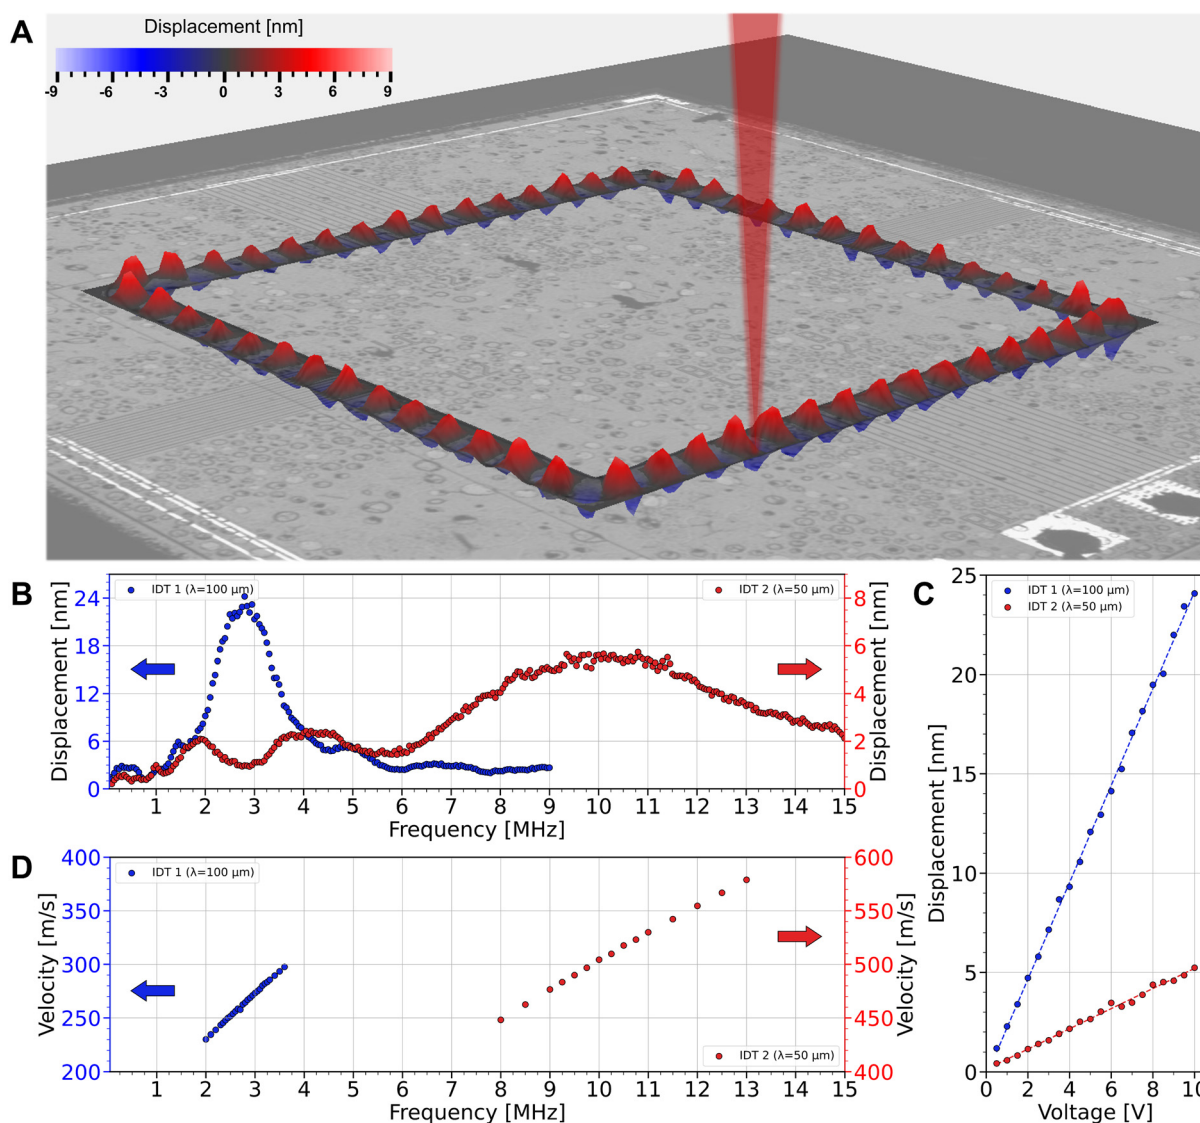 A
Displacement [nm]
-9 -6 -3 0 3 6 9
B
Displacement [nm]
24
18
12
6
0
IDT 1 (λ=100 μm)
IDT 2 (λ=50 μm)
8
6
4
2
0
Displacement [nm]
1 2 3 4 5 6 7 8 9 10 11 12 13 14 15
Frequency [MHz]
C
Displacement [nm]
25
20
15
10
5
0
IDT 1 (λ=100 μm)
IDT 2 (λ=50 μm)
0 2 4 6 8 10
Voltage [V]
D
Velocity [m/s]
400
350
300
250
200
IDT 1 (λ=100 μm)
IDT 2 (λ=50 μm)
600
550
500
450
400
Velocity [m/s]
1 2 3 4 5 6 7 8 9 10 11 12 13 14 15
Frequency [MHz]